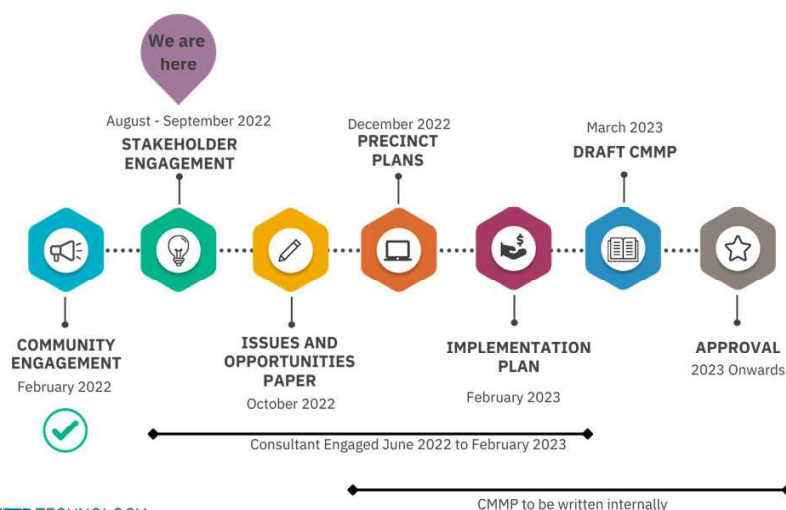 We are
here
August - September 2022
STAKEHOLDER
ENGAGEMENT
December 2022
PRECINCT
PLANS
March 2023
DRAFT CMMP
$
COMMUNITY
ENGAGEMENT
February 2022
ISSUES AND
OPPORTUNITIES
PAPER
October 2022
IMPLEMENTATION
PLAN
February 2023
APPROVAL
2023 Onwards
Consultant Engaged June 2022 to February 2023
CMMP to be written internally